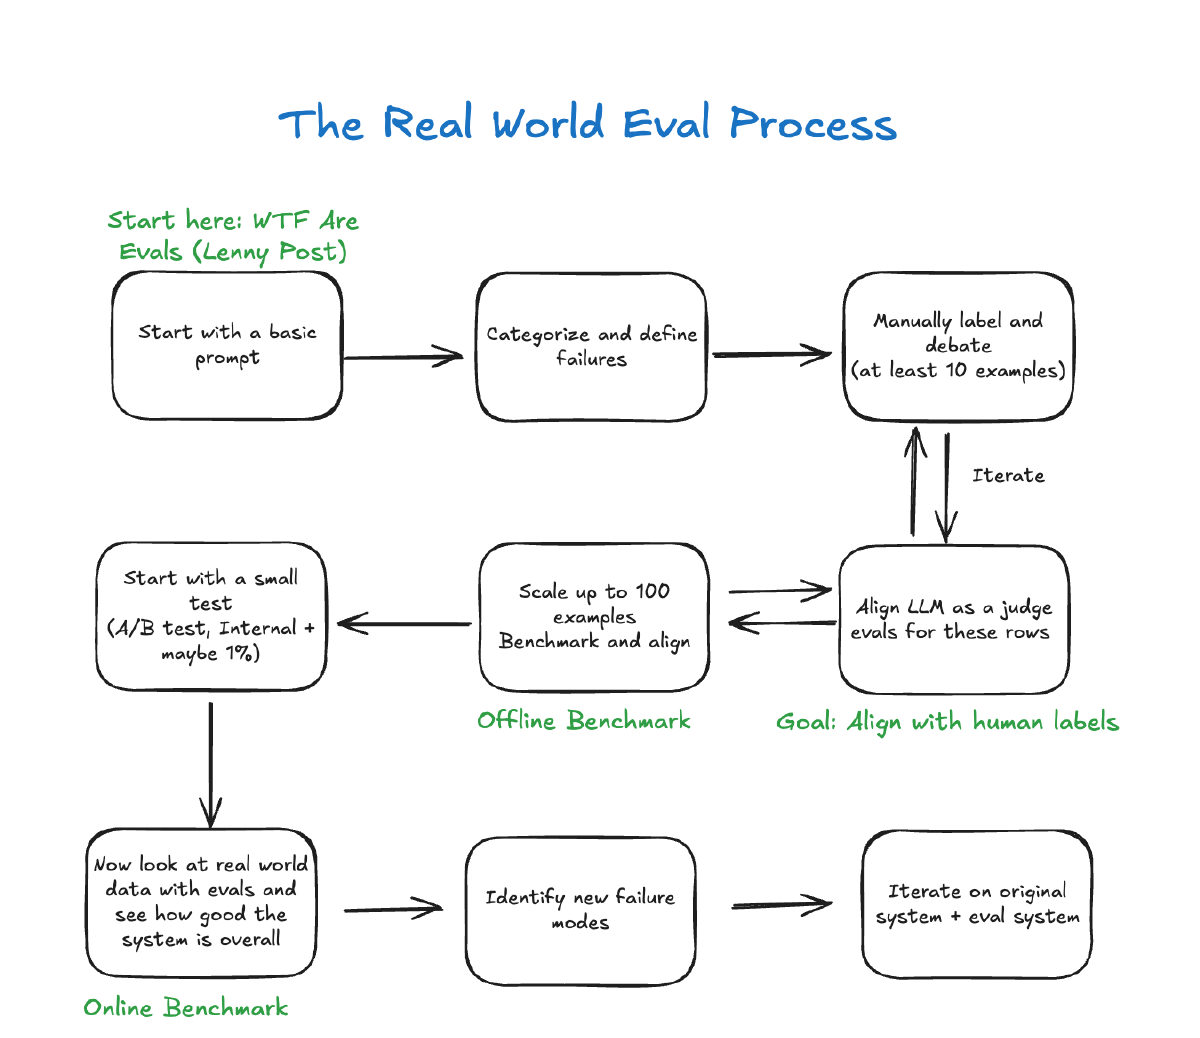 The Real World Eval Process
Start here: WTF Are
Evals (Lenny Post)
Start with a basic
prompt
Categorize and define
failures
Manually label and
debate
(at least 10 examples)
Iterate
Start with a small
test
(A/B test, Internal +
maybe 1%)
Scale up to 100
examples
Benchmark and align
Align LLM as a judge
evals for these rows
Offline Benchmark
Goal: Align with human labels
Now look at real world
data with evals and
see how good the
system is overall
Identify new failure
modes
Iterate on original
system + eval system
Online Benchmark